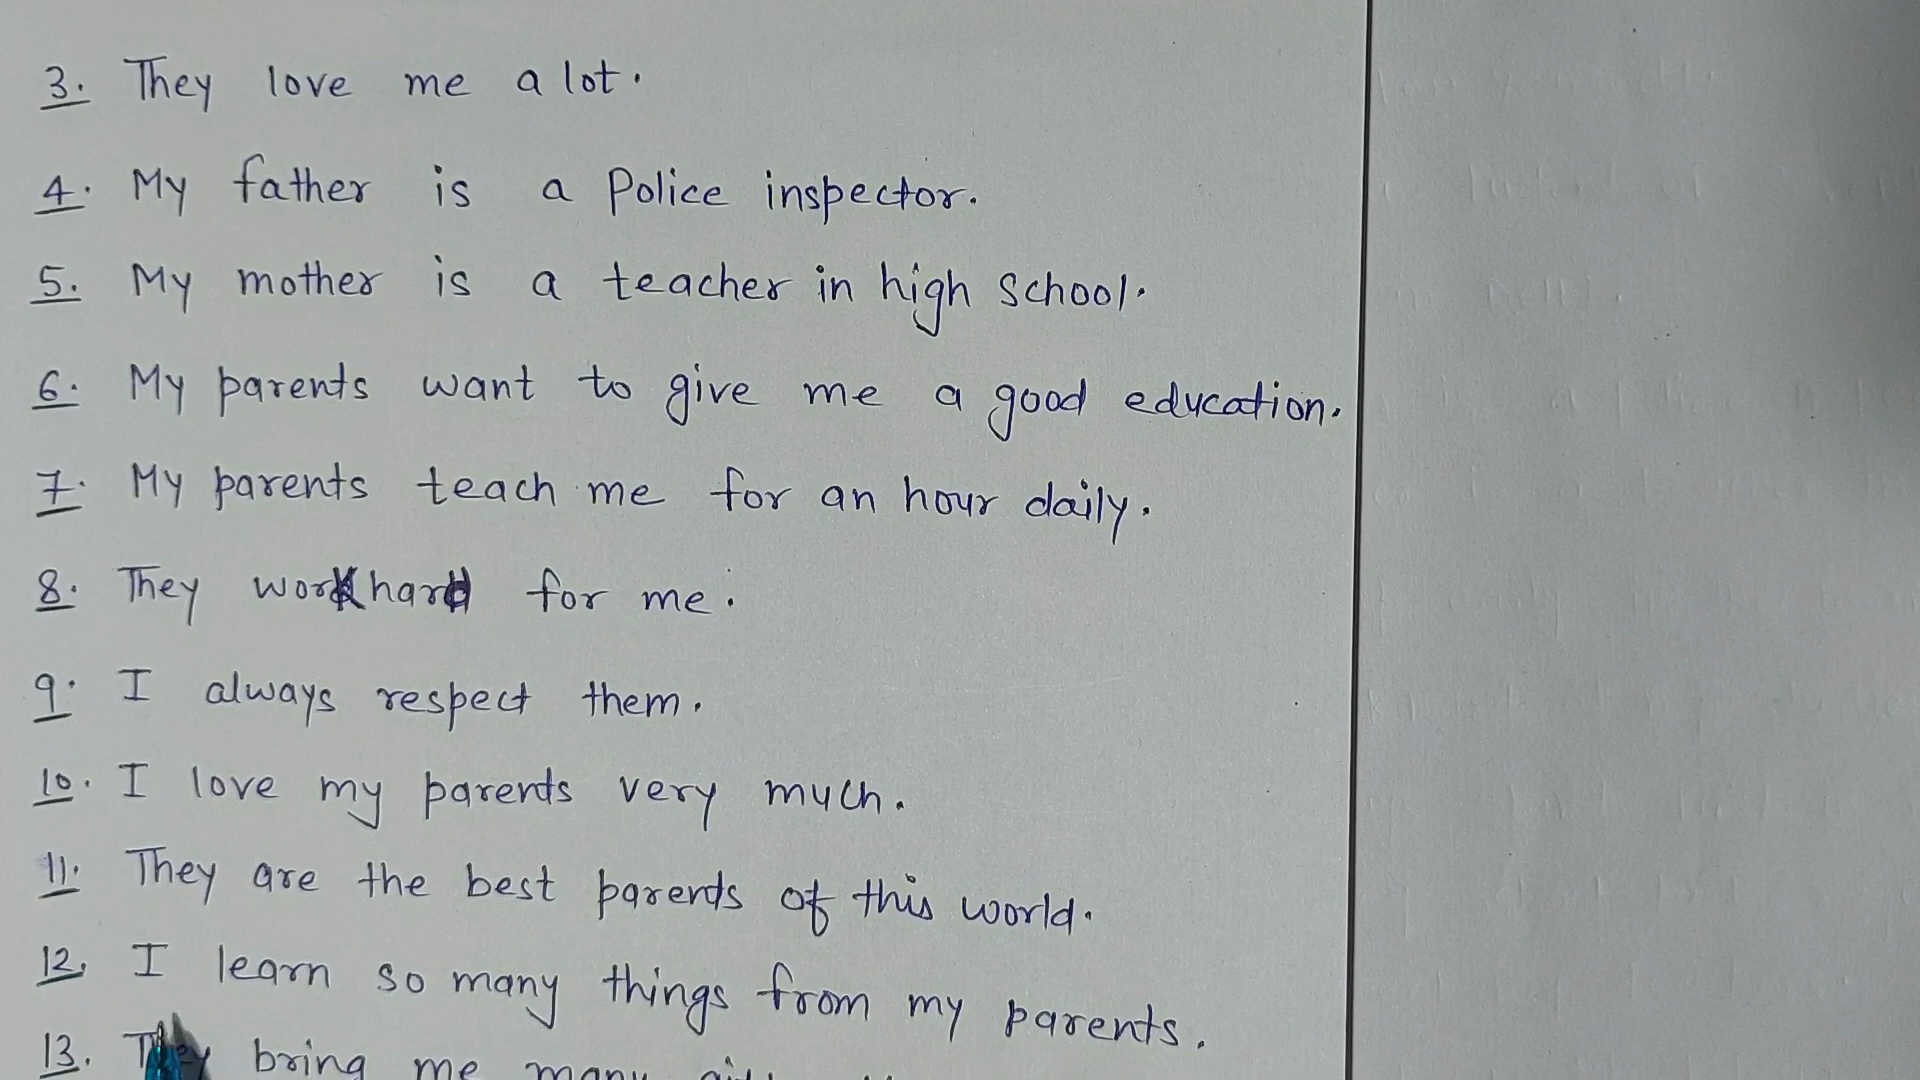 3. They love me a lot.
4. My father is a Police inspector.
5. My mother is a teacher in high school.
6. My parents want to give me a good education.
7. My parents teach me for an hour daily.
8. They work hard for me.
9. I always respect them.
10. I love my parents very much.
11. They are the best parents of this world.
12. I learn so many things from my parents.
13. They bring me many